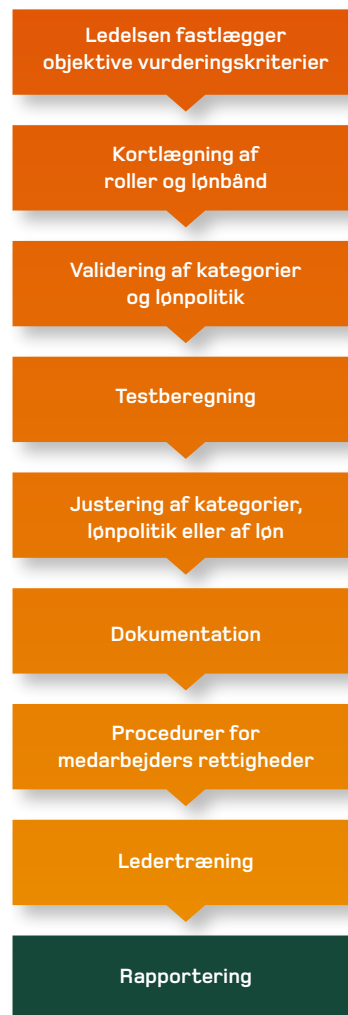 Ledelsen fastlægger
objektive vurderingskriterier
Kortlægning af
roller og lønbånd
Validering af kategorier
og lønpolitik
Testberegning
Justering af kategorier,
lønpolitik eller af løn
Dokumentation
Procedurer for
medarbejders rettigheder
Ledertræning
Rapportering